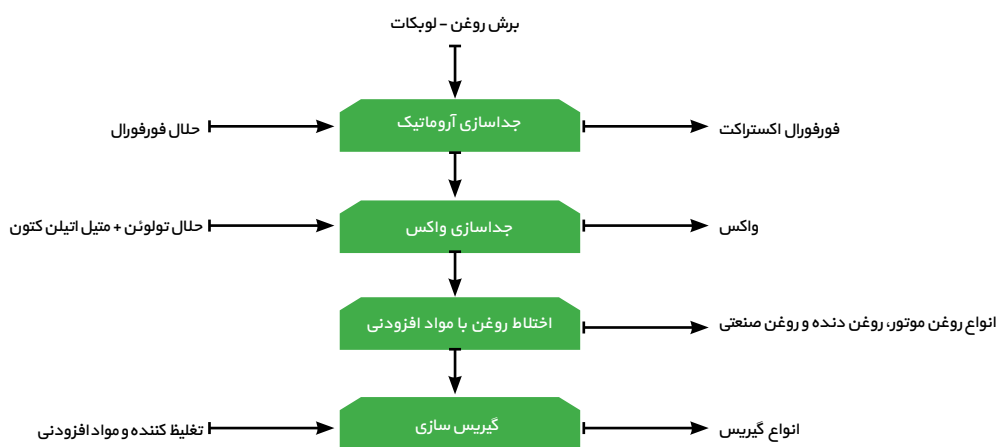 برش روغن - لوبکات
حلال فورفورال
جداسازی آروماتیک
فورفورال اکستراکت
حلال تولوئن + متیل اتیلن کتون
جداسازی واکس
واکس
اختلاط روغن با مواد افزودنی
انواع روغن موتور، روغن دنده و روغن صنعتی
تغلیظ کننده و مواد افزودنی
گیریس سازی
انواع گیریس